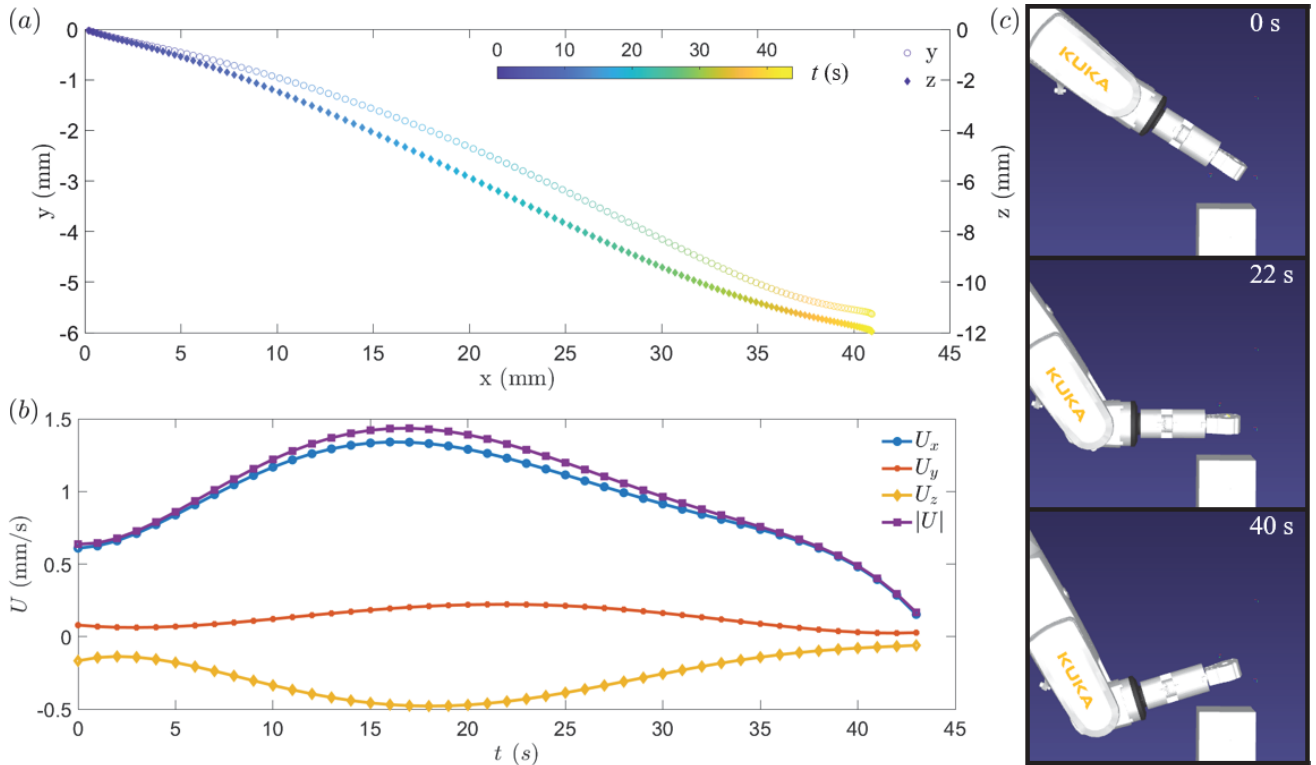 (a)
0
-1
-2
-3
-4
-5
-6
y (mm)
0 10 20 30 40
t (s)
y
z
0
-2
-4
-6
-8
-10
-12
z (mm)
0 5 10 15 20 25 30 35 40 45
x (mm)
(b)
1.5
1
0.5
0
-0.5
U (mm/s)
U_x
U_y
U_z
|U|
0 5 10 15 20 25 30 35 40 45
t (s)
(c)
0 s
KUKA
22 s
KUKA
40 s
KUKA